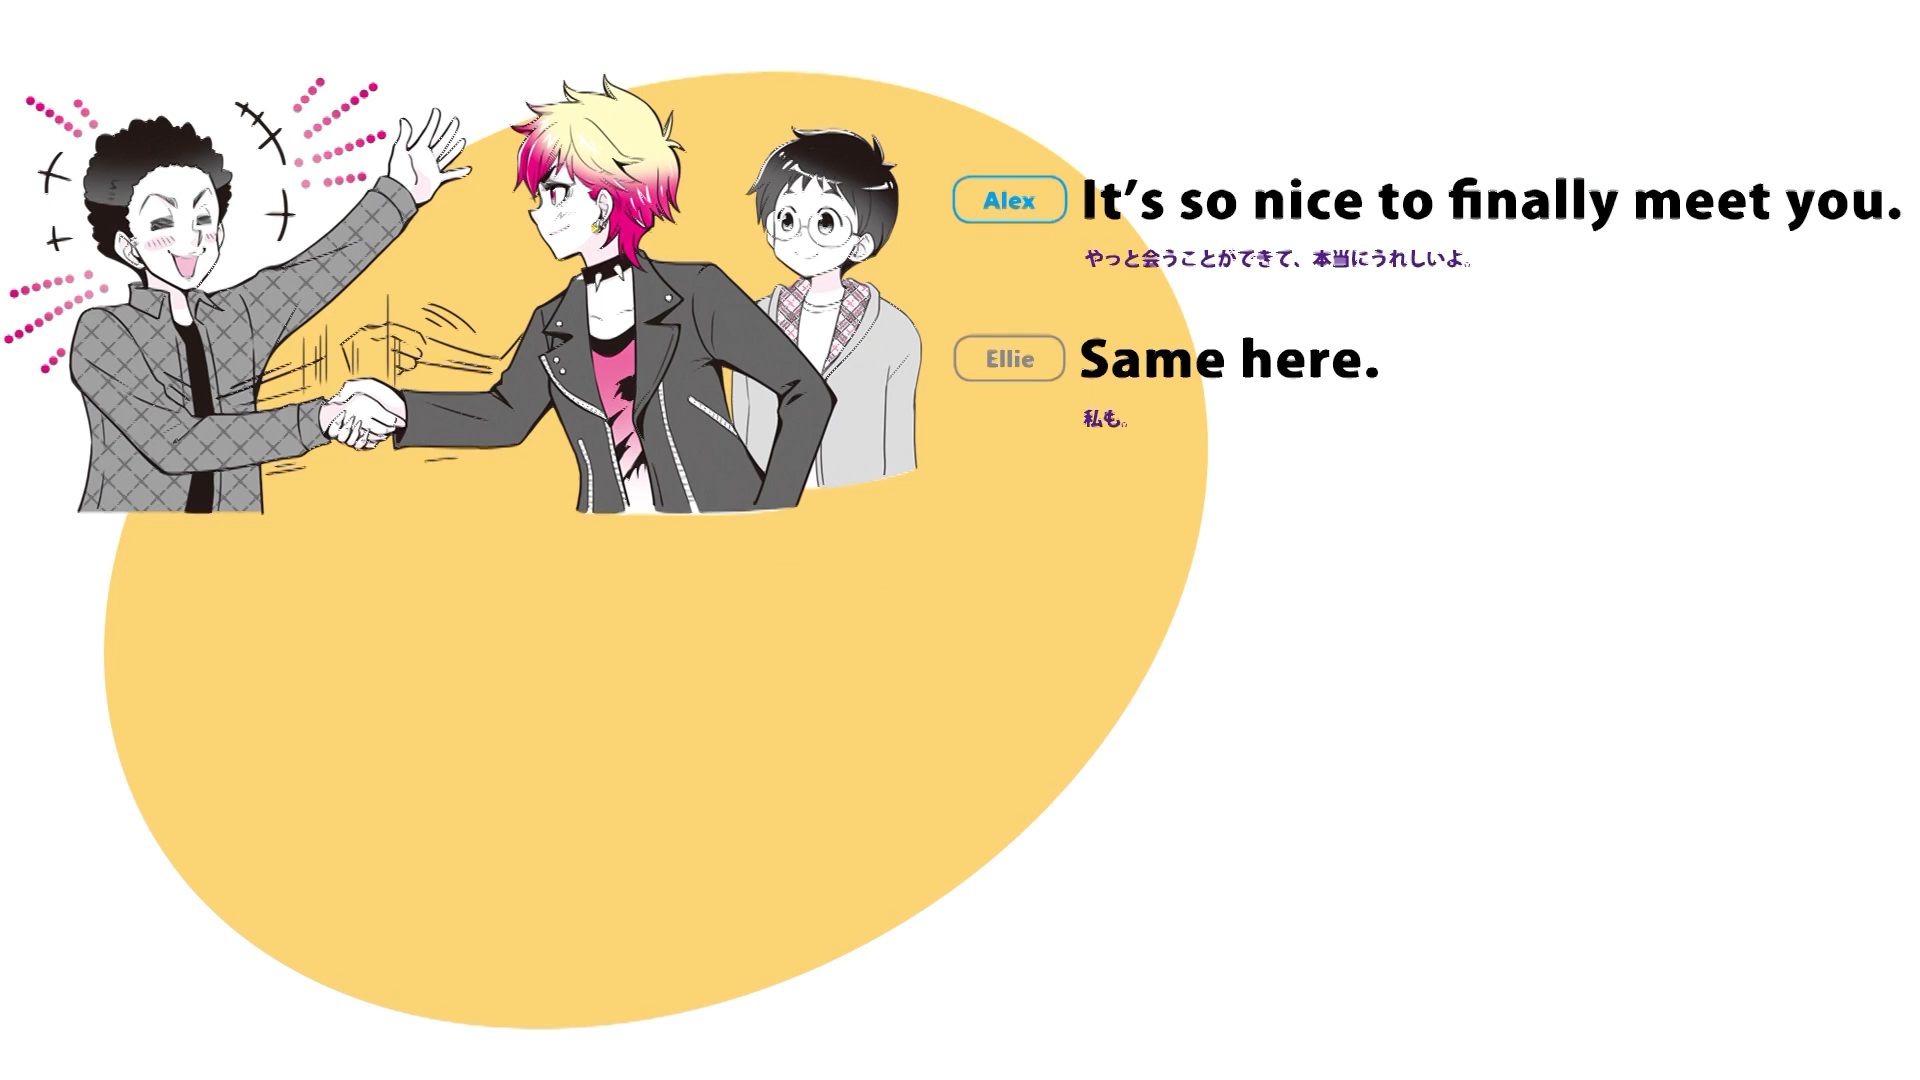 Alex It’s so nice to finally meet you.
やっと会うことができて、本当にうれしいよ。
Ellie Same here.
私も。